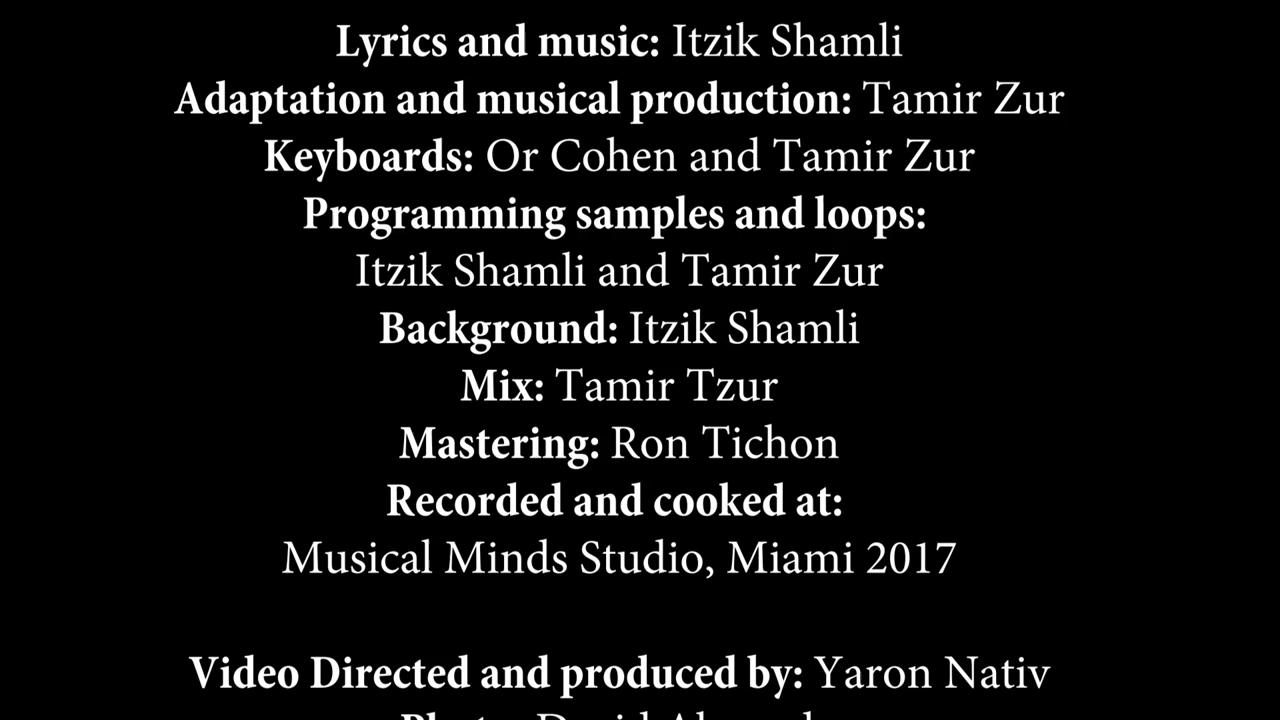 Lyrics and music: Itzik Shamli
Adaptation and musical production: Tamir Zur
Keyboards: Or Cohen and Tamir Zur
Programming samples and loops:
Itzik Shamli and Tamir Zur
Background: Itzik Shamli
Mix: Tamir Tzur
Mastering: Ron Tichon
Recorded and cooked at:
Musical Minds Studio, Miami 2017
Video Directed and produced by: Yaron Nativ
David